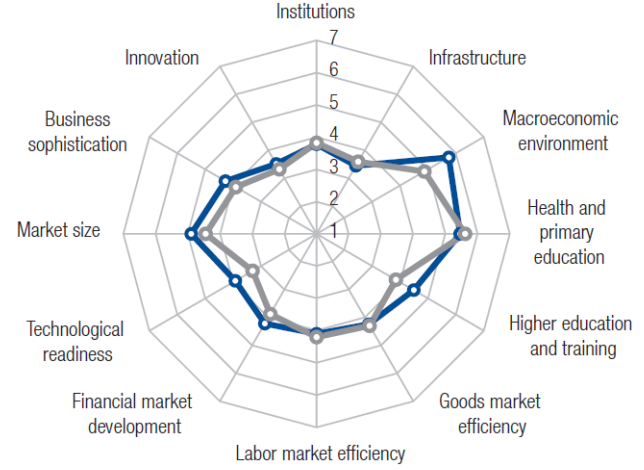 Institutions
7
6
5
4
3
2
1
Infrastructure
Macroeconomic
environment
Health and
primary
education
Higher education
and training
Goods market
efficiency
Labor market efficiency
Financial market
development
Technological
readiness
Market size
Business
sophistication
Innovation